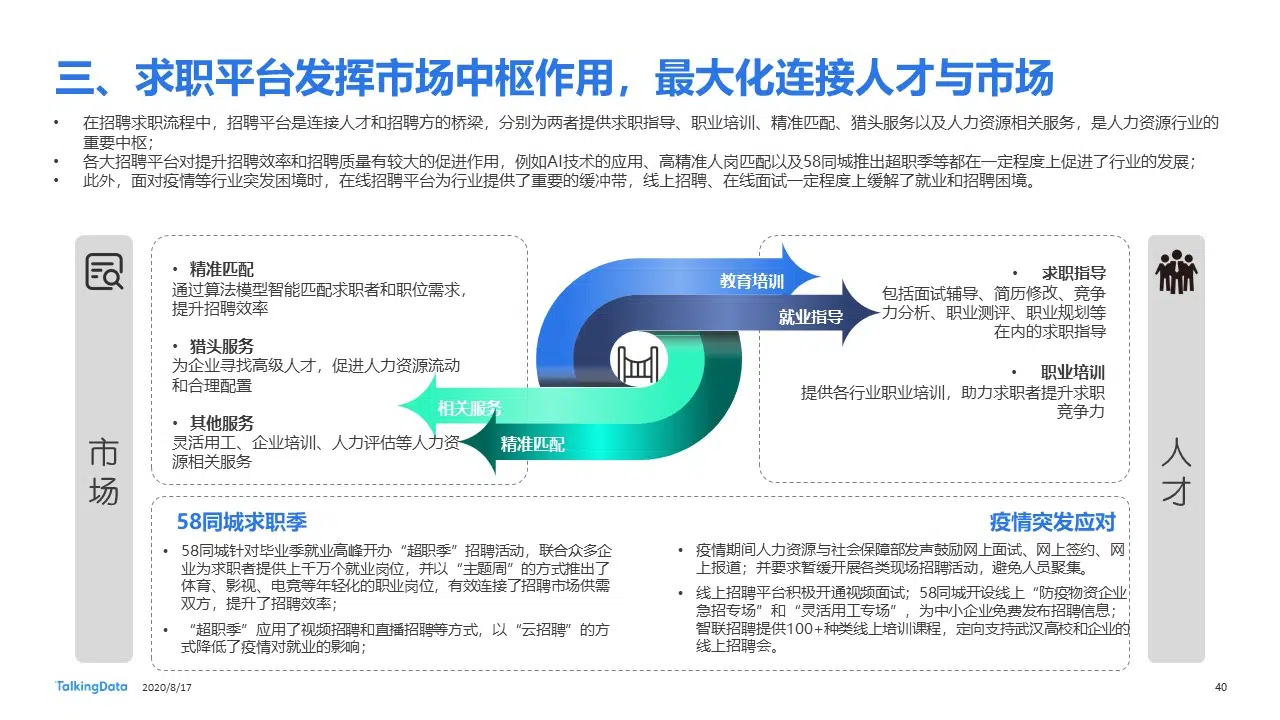 三、求职平台发挥市场中枢作用，最大化连接人才与市场
• 在招聘求职流程中，招聘平台是连接人才和招聘方的桥梁，分别为两者提供求职指导、职业培训、精准匹配、猎头服务以及人力资源相关服务，是人力资源行业的
重要中枢；
• 各大招聘平台对提升招聘效率和招聘质量有较大的促进作用，例如AI技术的应用、高精准人岗匹配以及58同城推出超职季等都在一定程度上促进了行业的发展；
• 此外，面对疫情等行业突发困境时，在线招聘平台为行业提供了重要的缓冲带，线上招聘、在线面试一定程度上缓解了就业和招聘困境。
市
场
• 精准匹配
通过算法模型智能匹配求职者和职位需求，
提升招聘效率
• 猎头服务
为企业寻找高级人才，促进人力资源流动
和合理配置
• 其他服务
灵活用工、企业培训、人力评估等人力资
源相关服务
教育培训
就业指导
相关服务
精准匹配
• 求职指导
包括面试辅导、简历修改、竞争
力分析、职业测评、职业规划等
在内的求职指导
• 职业培训
提供各行业职业培训，助力求职者提升求职
竞争力
人
才
58同城求职季
• 58同城针对毕业季就业高峰开办“超职季”招聘活动，联合众多企
业为求职者提供上千万个就业岗位，并以“主题周”的方式推出了
体育、影视、电竞等年轻化的职业岗位，有效连接了招聘市场供需
双方，提升了招聘效率；
• “超职季”应用了视频招聘和直播招聘等方式，以“云招聘”的方
式降低了疫情对就业的影响；
疫情突发应对
• 疫情期间人力资源与社会保障部发声鼓励网上面试、网上签约、网
上报道；并要求暂缓开展各类现场招聘活动，避免人员聚集。
• 线上招聘平台积极开通视频面试；58同城开设线上“防疫物资企业
急招专场”和“灵活用工专场”，为中小企业免费发布招聘信息；
智联招聘提供100+种类线上培训课程，定向支持武汉高校和企业的
线上招聘会。
TalkingData
2020/8/17
40